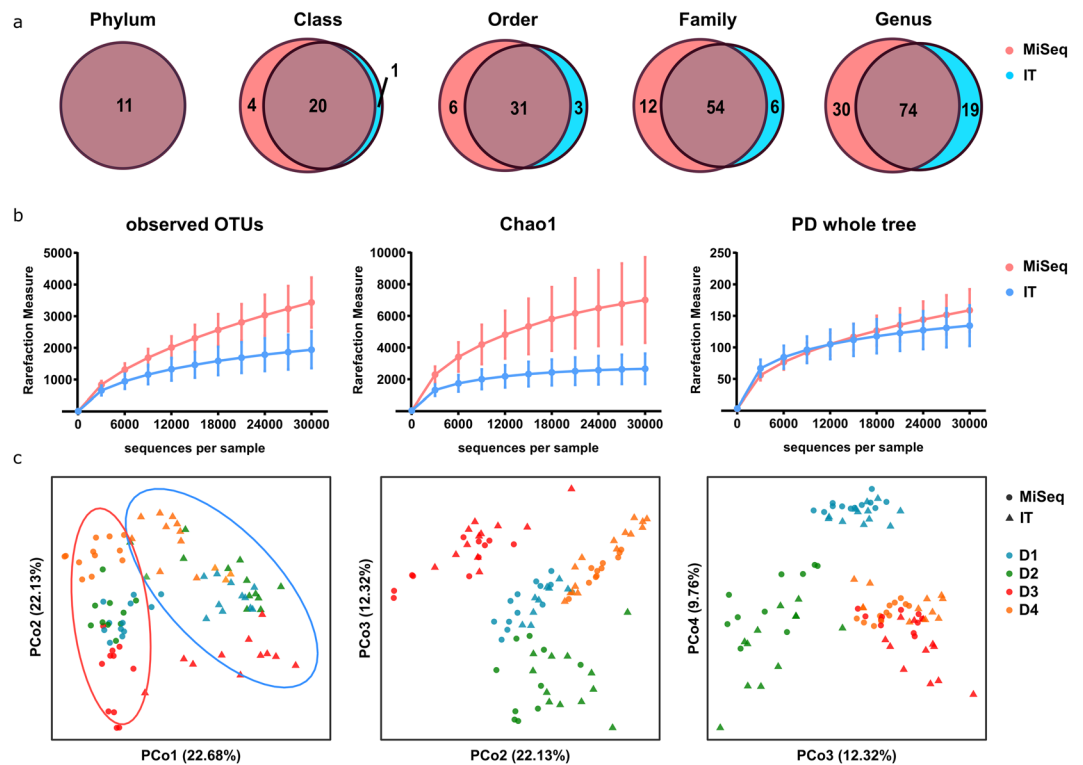 a
Phylum Class Order Family Genus
11
4 20 1
6 31 3
12 54 6
30 74 19
MiSeq
IT
b
observed OTUs
Rarefaction Measure
5000
4000
3000
2000
1000
0 6000 12000 18000 24000 30000
sequences per sample
Chao1
Rarefaction Measure
10000
8000
6000
4000
2000
0 6000 12000 18000 24000 30000
sequences per sample
PD whole tree
Rarefaction Measure
250
200
150
100
50
0 6000 12000 18000 24000 30000
sequences per sample
MiSeq
IT
c
PCo2 (22.13%)
PCo1 (22.68%)
PCo3 (12.32%)
PCo2 (22.13%)
PCo4 (9.76%)
PCo3 (12.32%)
MiSeq
IT
D1
D2
D3
D4